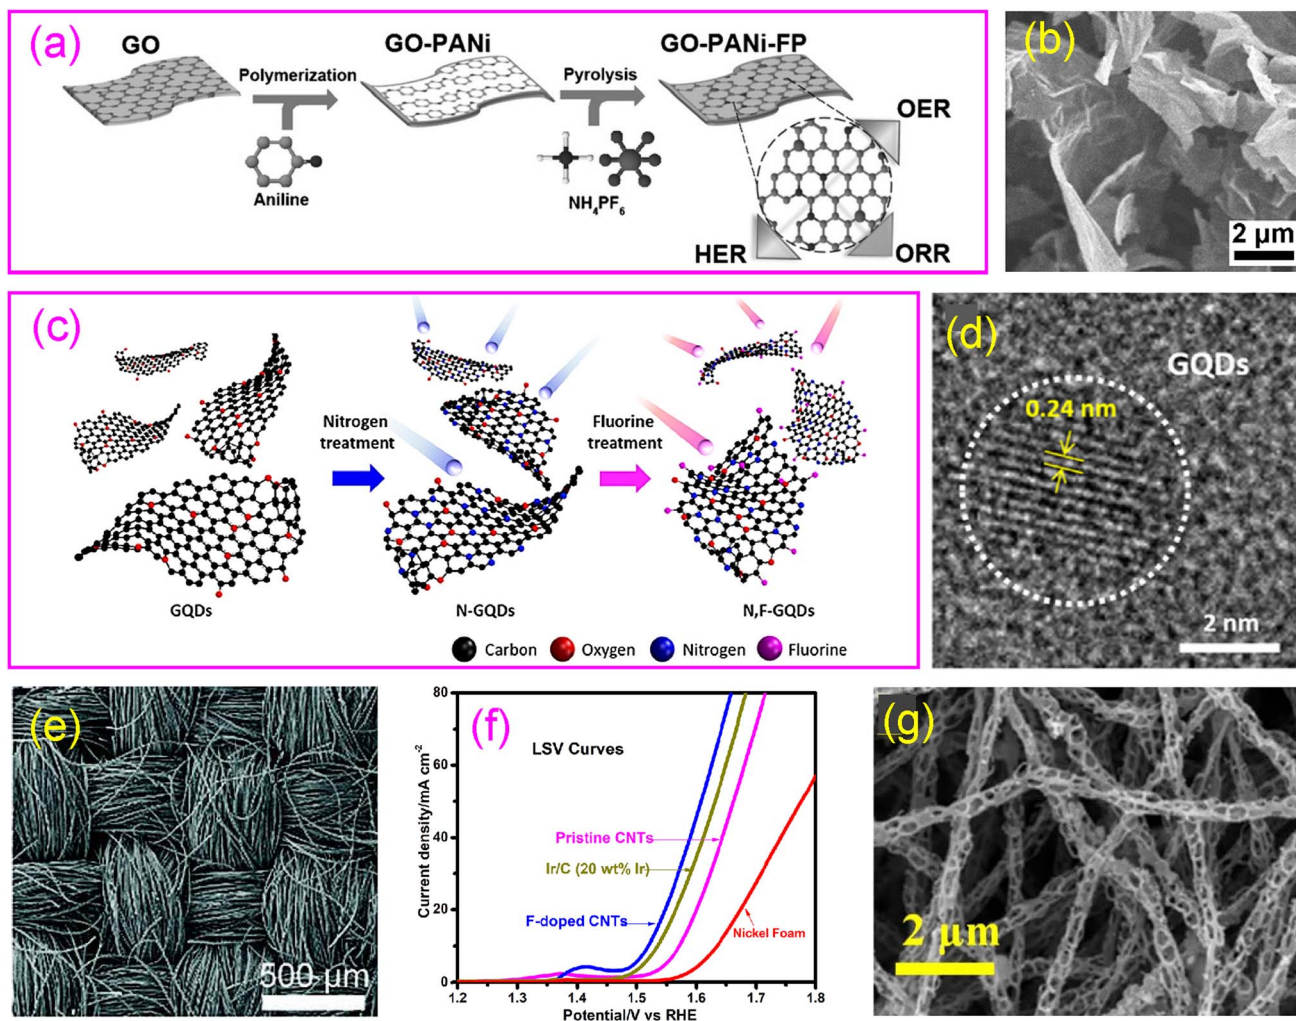 (a)
GO
GO-PANi
GO-PANi-FP
Polymerization
Pyrolysis
Aniline
NH₄PF₆
OER
HER
ORR
(b)
2 μm
(c)
Nitrogen
treatment
Fluorine
treatment
GQDs
N-GQDs
N,F-GQDs
Carbon
Oxygen
Nitrogen
Fluorine
(d)
GQDs
0.24 nm
2 nm
(e)
500 μm
(f)
LSV Curves
Pristine CNTs
Ir/C (20 wt% Ir)
F-doped CNTs
Nickel Foam
Current density/mA cm⁻²
80
60
40
20
0
1.2 1.3 1.4 1.5 1.6 1.7 1.8
Potential/V vs RHE
(g)
2 μm